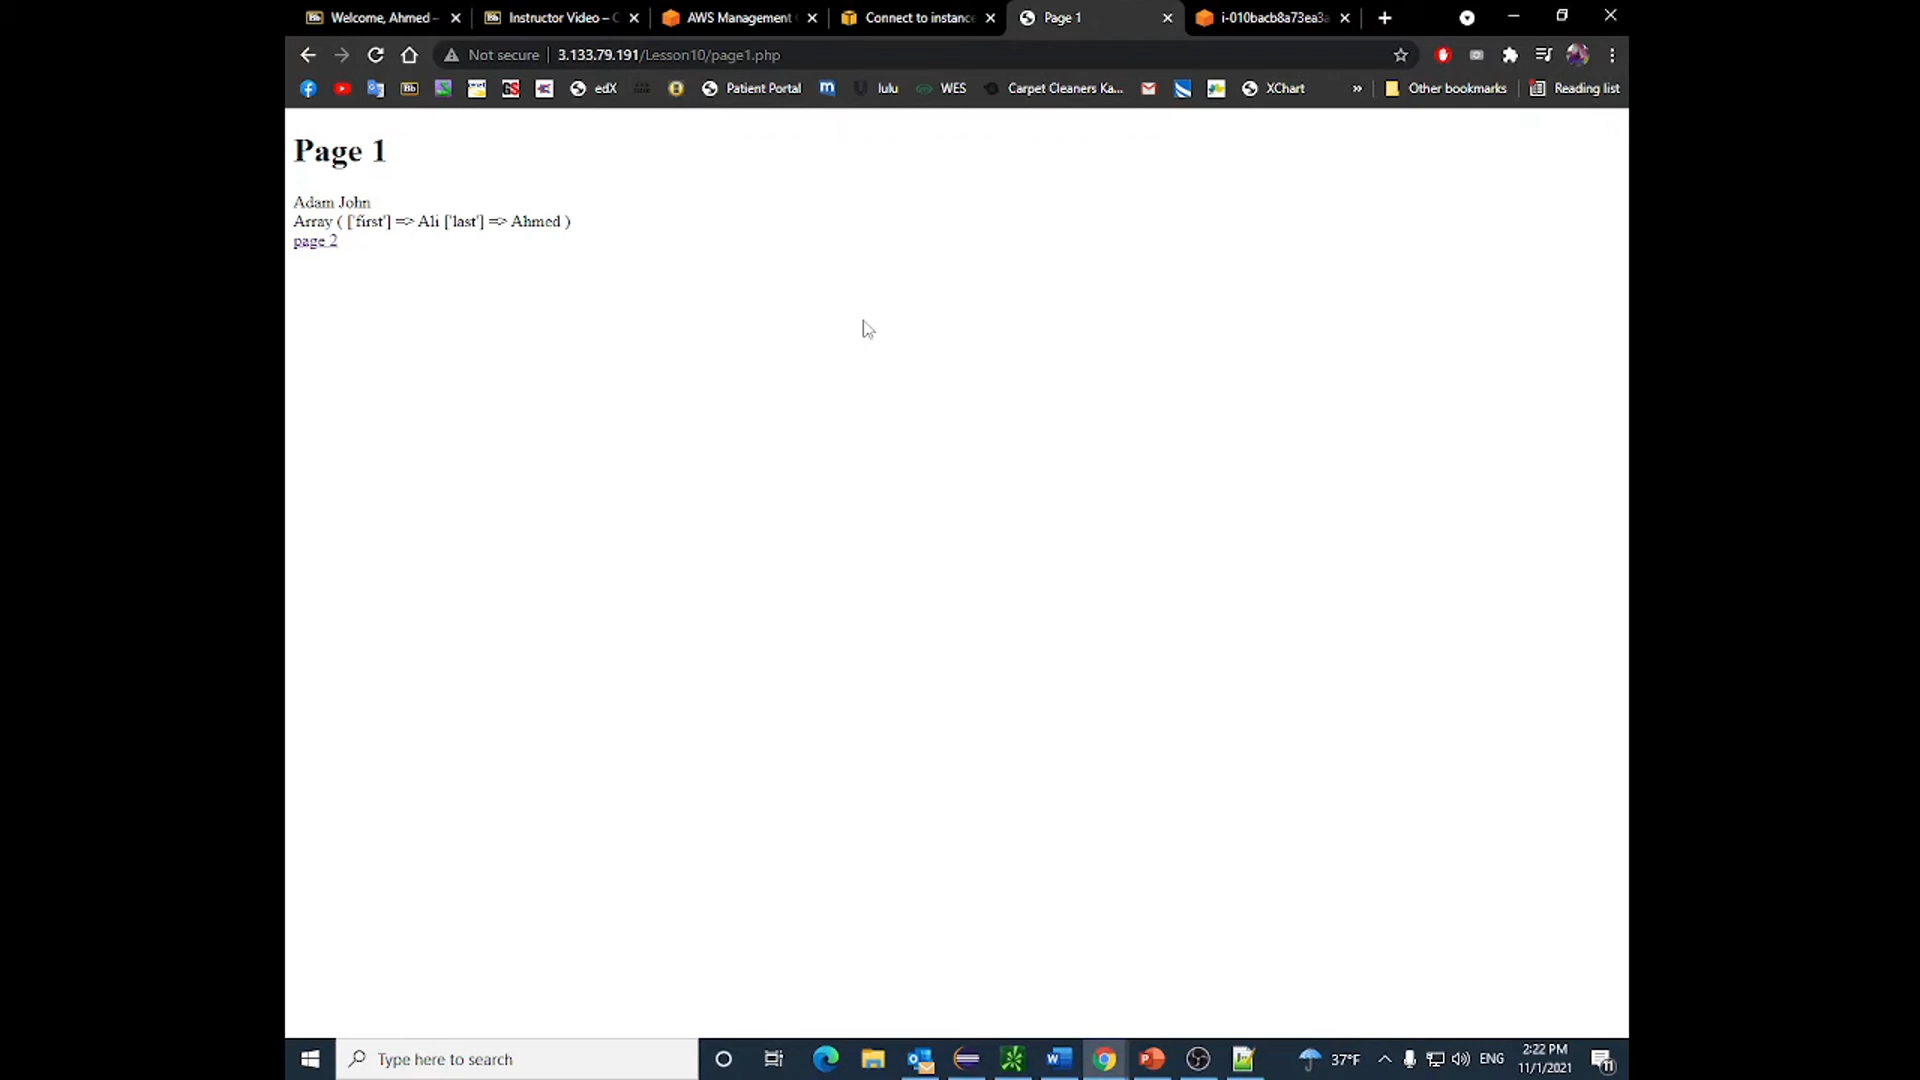 Welcome, Ahmed –
Instructor Video – C
AWS Management
Connect to instance
Page 1
i-010bacb8a73ea3a
Not secure
3.133.79.191/Lesson10/page1.php
edX
Patient Portal
lulu
WES
Carpet Cleaners Ka...
XChart
»
Other bookmarks
Reading list
Page 1
Adam John
Array ( ['first'] => Ali ['last'] => Ahmed )
page 2
Type here to search
37°F
ENG
2:22 PM
11/1/2021
11